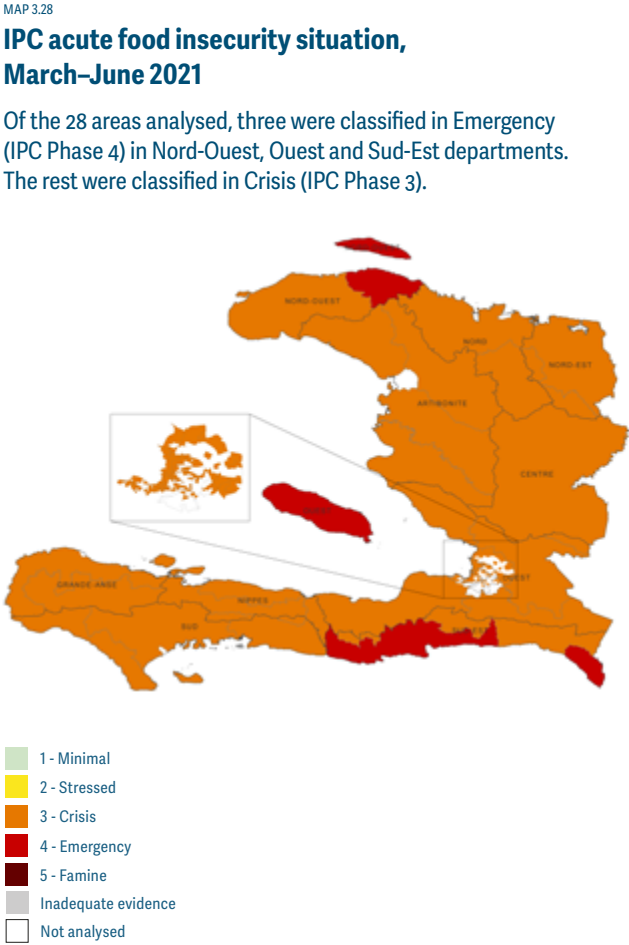 MAP 3.28
IPC acute food insecurity situation,
March–June 2021
Of the 28 areas analysed, three were classified in Emergency
(IPC Phase 4) in Nord-Ouest, Ouest and Sud-Est departments.
The rest were classified in Crisis (IPC Phase 3).
NORD-OUEST
NORD
NORD-EST
ARTIBONITE
CENTRE
OUEST
GRANDE-ANSE
NIPPES
SUD
1 - Minimal
2 - Stressed
3 - Crisis
4 - Emergency
5 - Famine
Inadequate evidence
Not analysed